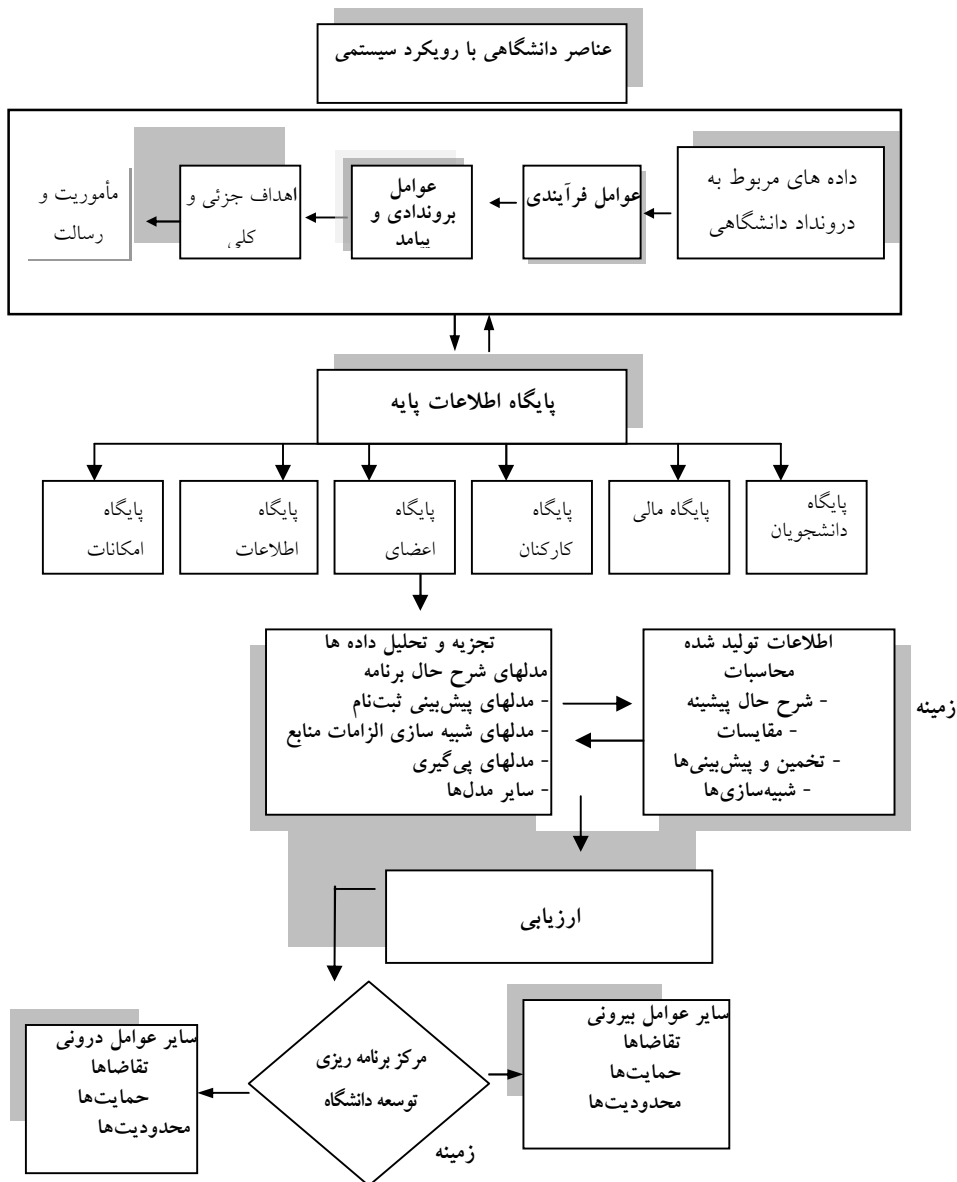 عناصر دانشگاهی با رویکرد سیستمی
داده های مربوط به
درونداد دانشگاهی
عوامل فرآیندی
عوامل
بروندادی و
پیامد
اهداف جزئی و
کلی
مأموریت و
رسالت
پایگاه اطلاعات پایه
پایگاه
دانشجویان
پایگاه مالی
پایگاه
کارکنان
پایگاه
اعضای
پایگاه
اطلاعات
پایگاه
امکانات
اطلاعات تولید شده
محاسبات
- شرح حال پیشینه
- مقایسات
- تخمین و پیش‌بینی‌ها
- شبیه‌سازی‌ها
زمینه
تجزیه و تحلیل داده ها
مدلهای شرح حال برنامه
- مدلهای پیش‌بینی ثبت‌نام
- مدلهای شبیه سازی الزامات منابع
- مدلهای پی‌گیری
- سایر مدل‌ها
ارزیابی
سایر عوامل بیرونی
تقاضاها
حمایت‌ها
محدودیت‌ها
مرکز برنامه ریزی
توسعه دانشگاه
زمینه
سایر عوامل درونی
تقاضاها
حمایت‌ها
محدودیت‌ها